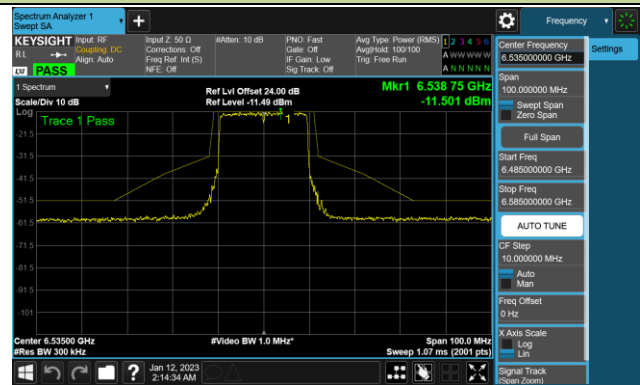 Spectrum Analyzer 1
Swept SA
Frequency
KEYSIGHT
RL
Input: RF
Coupling: DC
Align: Auto
Input Z: 50 Ω
Corrections: Off
Freq Ref: Int (S)
NFE: Off
#Atten: 10 dB
PNO: Fast
Gate: Off
IF Gain: Low
Sig Track: Off
Avg Type: Power (RMS)
Avg|Hold: 100/100
Trig: Free Run
1 2 3 4 5 6
A W W W W W
A N N N N N
LXI
PASS
1 Spectrum
Scale/Div 10 dB
Ref Lvl Offset 24.00 dB
Ref Level -11.49 dBm
Mkr1 6.538 75 GHz
-11.501 dBm
Log
Trace 1 Pass
1
-21.5
-31.5
-41.5
-51.5
-61.5
-71.5
-81.5
-91.5
-101
Center 6.53500 GHz
#Res BW 300 kHz
#Video BW 1.0 MHz*
Span 100.0 MHz
Sweep 1.07 ms (2001 pts)
Jan 12, 2023
2:14:34 AM
Center Frequency
6.535000000 GHz
Settings
Span
100.000000 MHz
Swept Span
Zero Span
Full Span
Start Freq
6.485000000 GHz
Stop Freq
6.585000000 GHz
AUTO TUNE
CF Step
10.000000 MHz
Auto
Man
Freq Offset
0 Hz
X Axis Scale
Log
Lin
Signal Track
(Span Zoom)